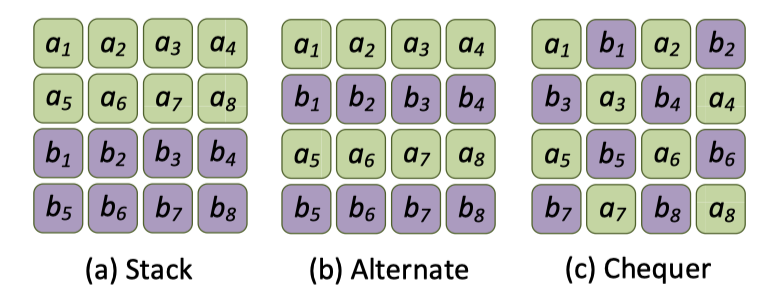 a1 a2 a3 a4
a5 a6 a7 a8
b1 b2 b3 b4
b5 b6 b7 b8
(a) Stack
a1 a2 a3 a4
b1 b2 b3 b4
a5 a6 a7 a8
b5 b6 b7 b8
(b) Alternate
a1 b1 a2 b2
b3 a3 b4 a4
a5 b5 a6 b6
b7 a7 b8 a8
(c) Chequer